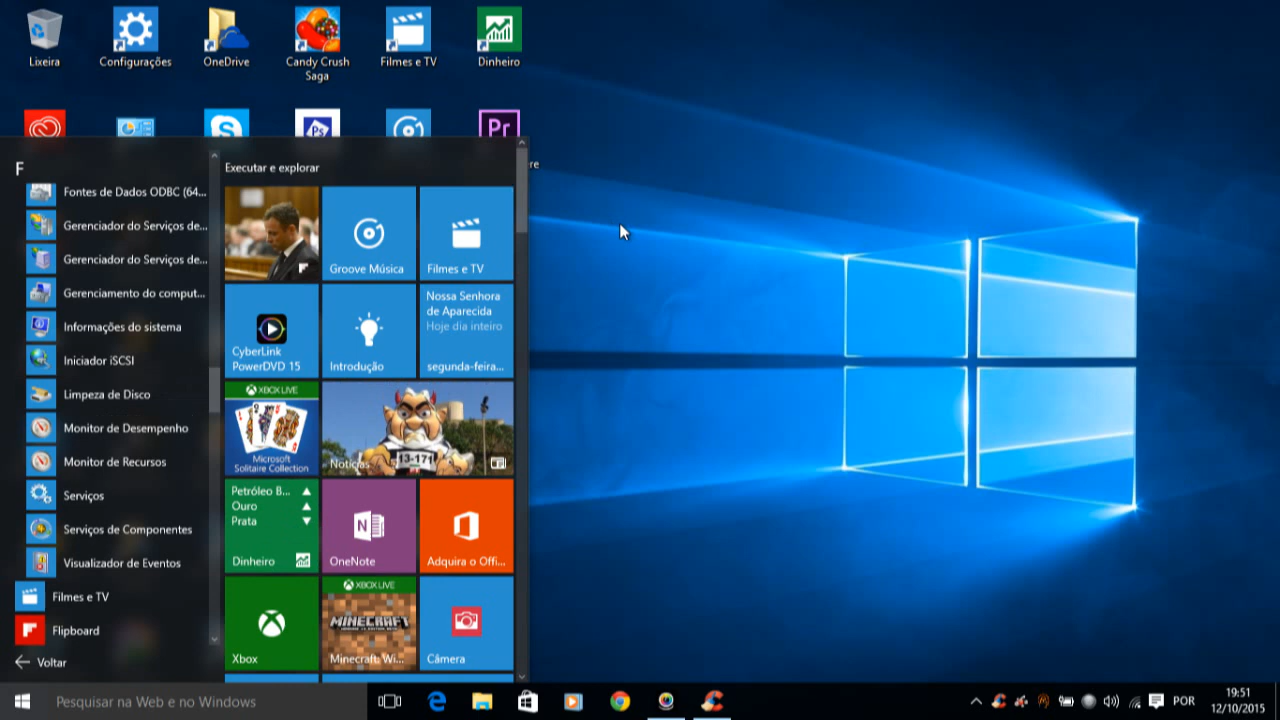 Lixeira
Configurações
OneDrive
Candy Crush
Saga
Filmes e TV
Dinheiro
Ps
Pr
re
F
Fontes de Dados ODBC (64...
Gerenciador do Serviços de...
Gerenciador do Serviços de...
Gerenciamento do comput...
Informações do sistema
Iniciador iSCSI
Limpeza de Disco
Monitor de Desempenho
Monitor de Recursos
Serviços
Serviços de Componentes
Visualizador de Eventos
Filmes e TV
Flipboard
Voltar
Executar e explorar
Groove Música
Filmes e TV
CyberLink
PowerDVD 15
Introdução
Nossa Senhora
de Aparecida
Hoje dia inteiro
segunda-feira...
XBOX LIVE
Microsoft
Solitaire Collection
13-171
Notícias
Petróleo B...
Ouro
Prata
Dinheiro
OneNote
Adquira o Offi...
Xbox
XBOX LIVE
MINECRAFT
Minecraft: Wi...
Câmera
Pesquisar na Web e no Windows
POR
19:51
12/10/2015